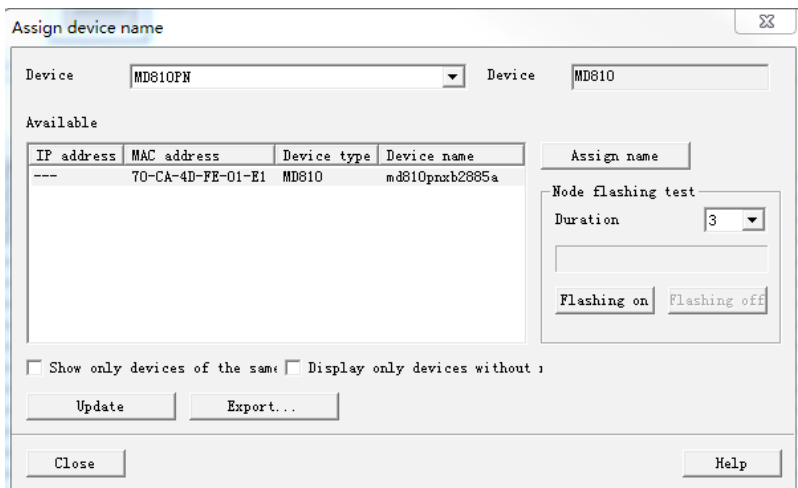 Assign device name
Device MD810PN Device MD810
Available
IP address MAC address Device type Device name
--- 70-CA-4D-FE-01-E1 MD810 md810pnxb2885a
Assign name
Node flashing test
Duration 3
Flashing on Flashing off
Show only devices of the same Display only devices without
Update Export...
Close Help